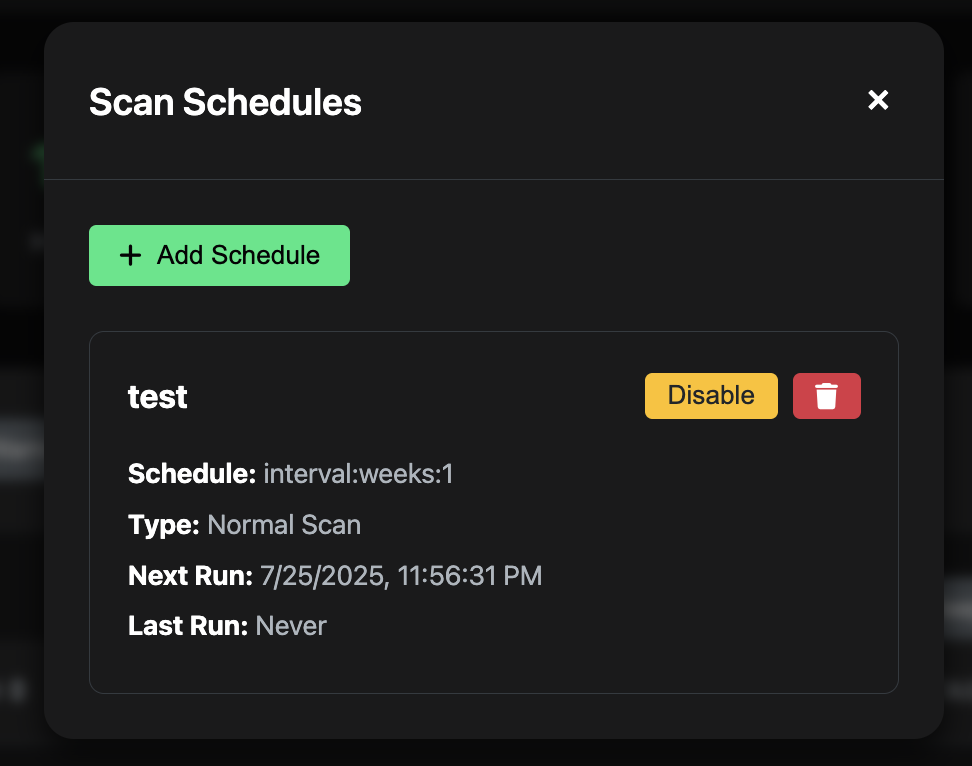 Scan Schedules
Add Schedule
test
Disable
Schedule: interval:weeks:1
Type: Normal Scan
Next Run: 7/25/2025, 11:56:31 PM
Last Run: Never